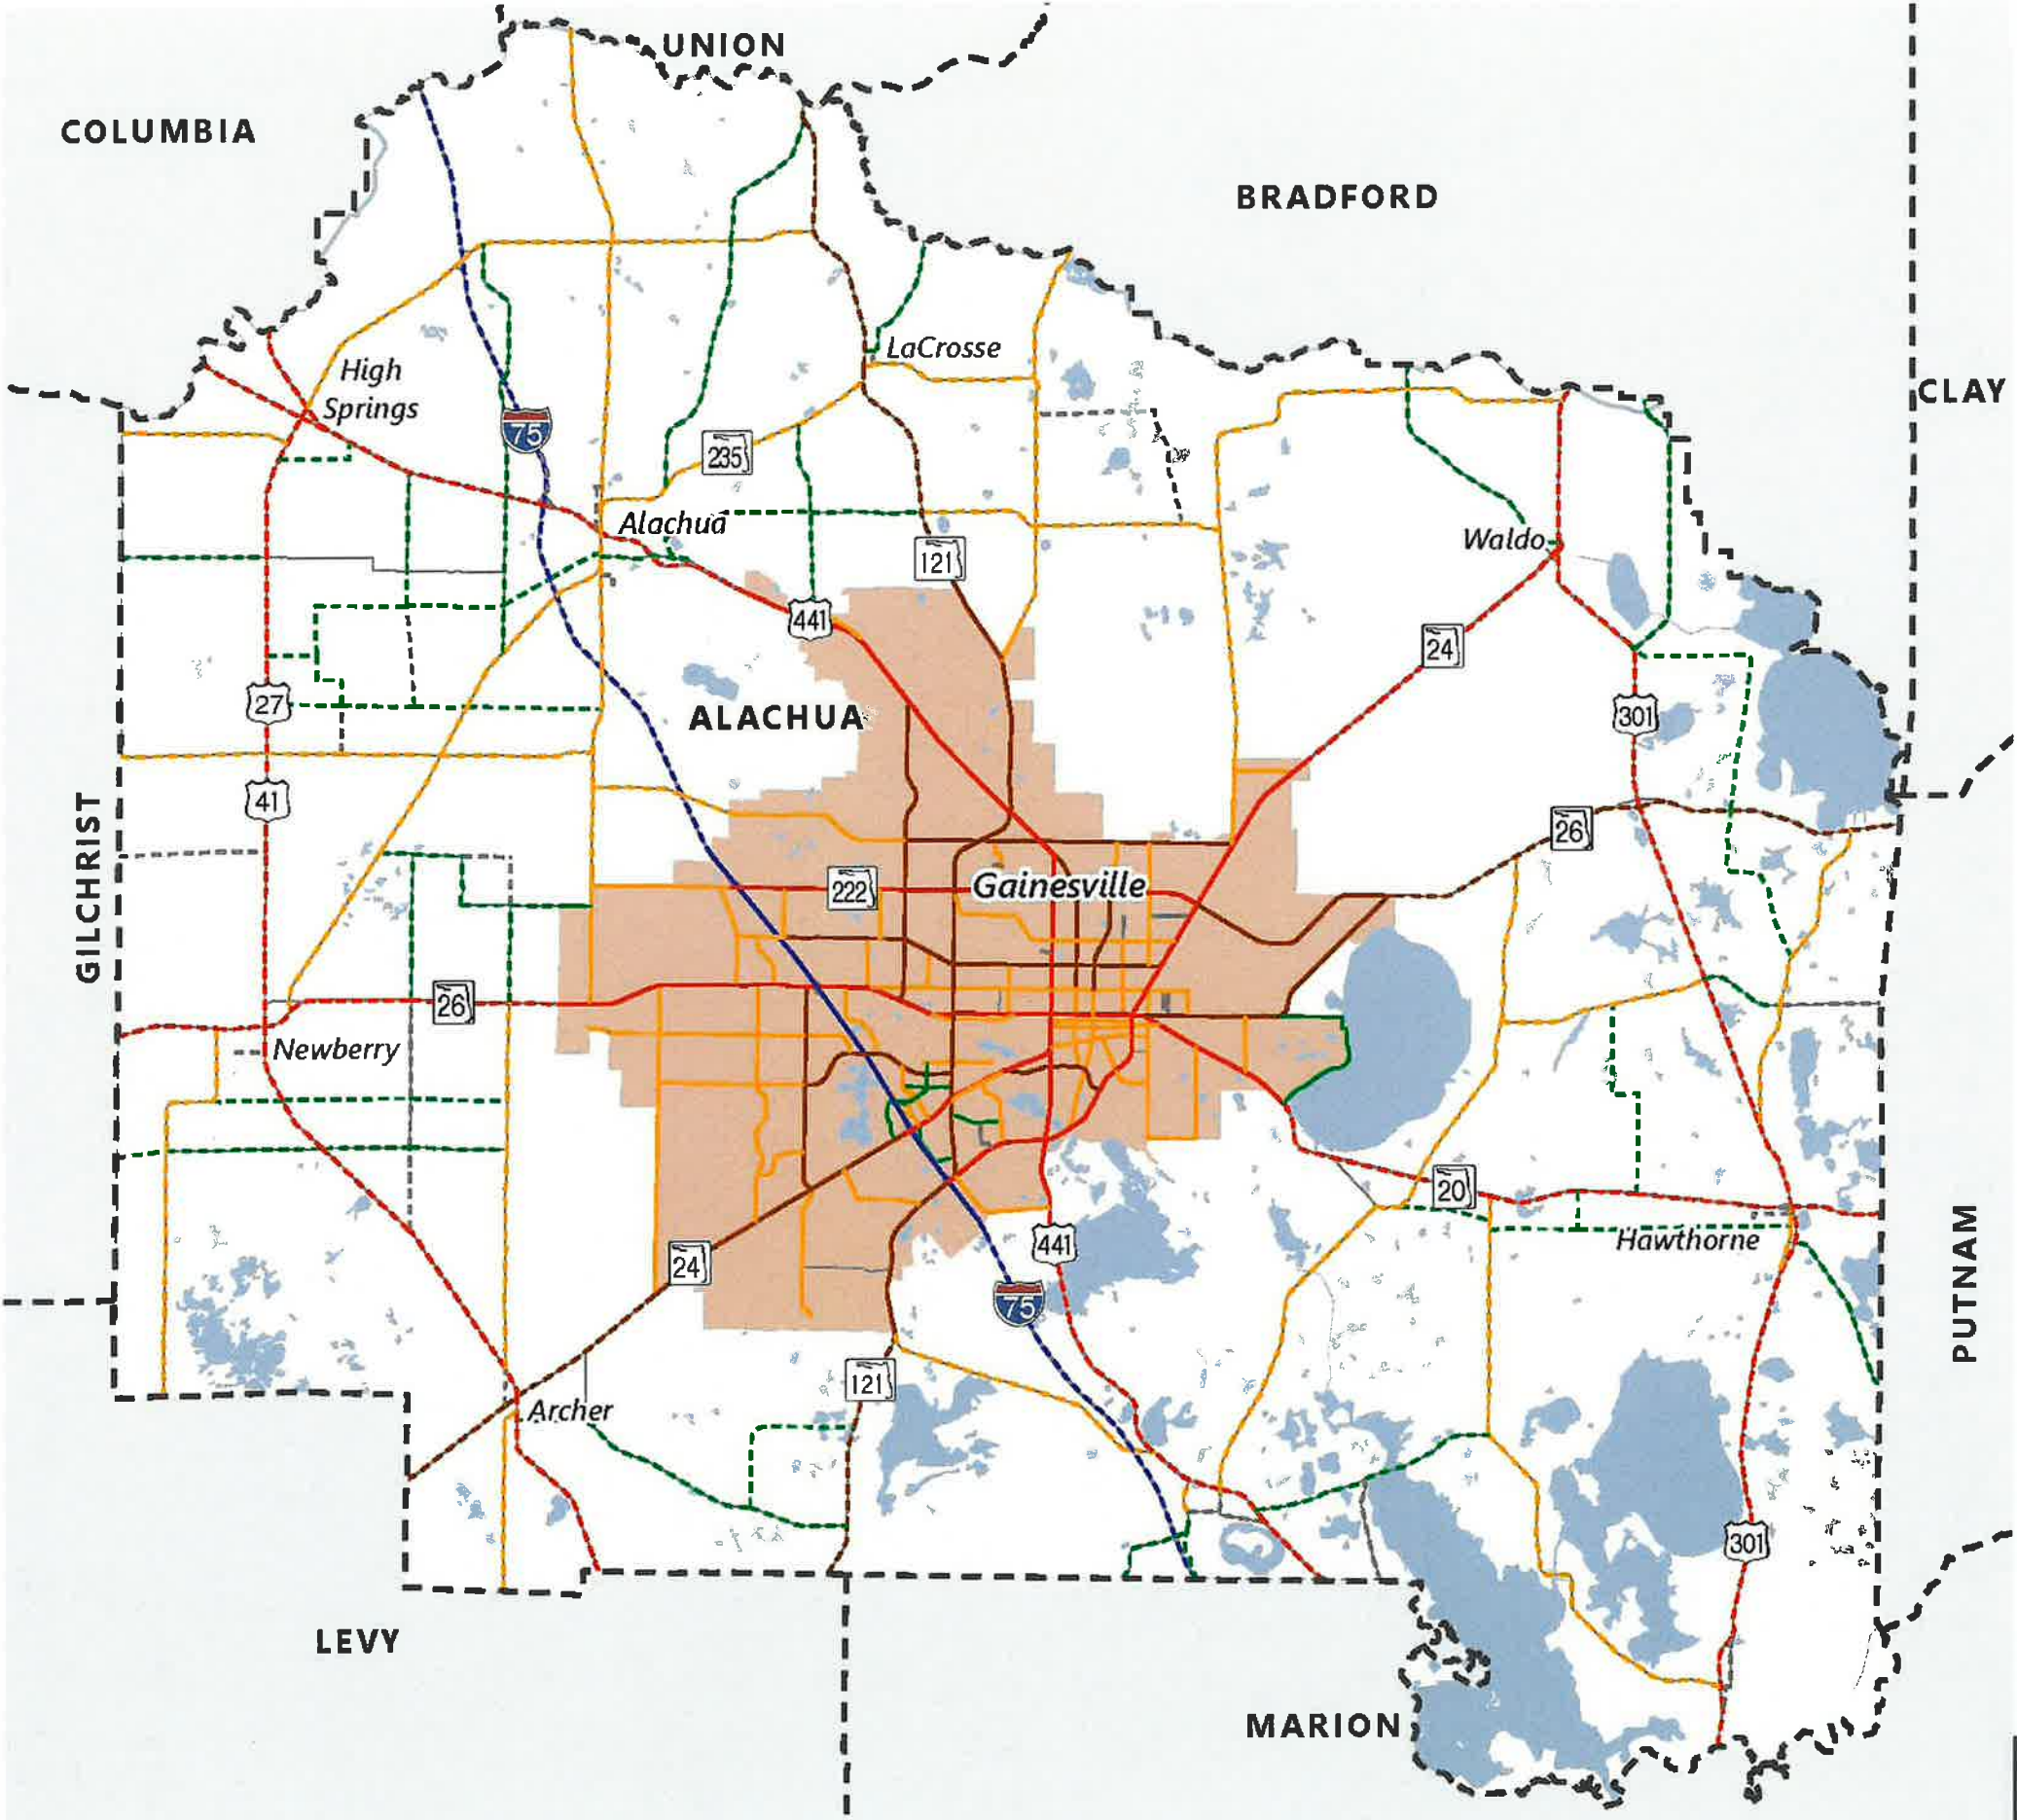 UNION
COLUMBIA
BRADFORD
LaCrosse
High
Springs
CLAY
75
235
Alachua
Waldo
121
441
24
27
ALACHUA
301
41
26
GILCHRIST
222
Gainesville
26
Newberry
20
PUTNAM
Hawthorne
441
24
75
121
Archer
301
LEVY
MARION